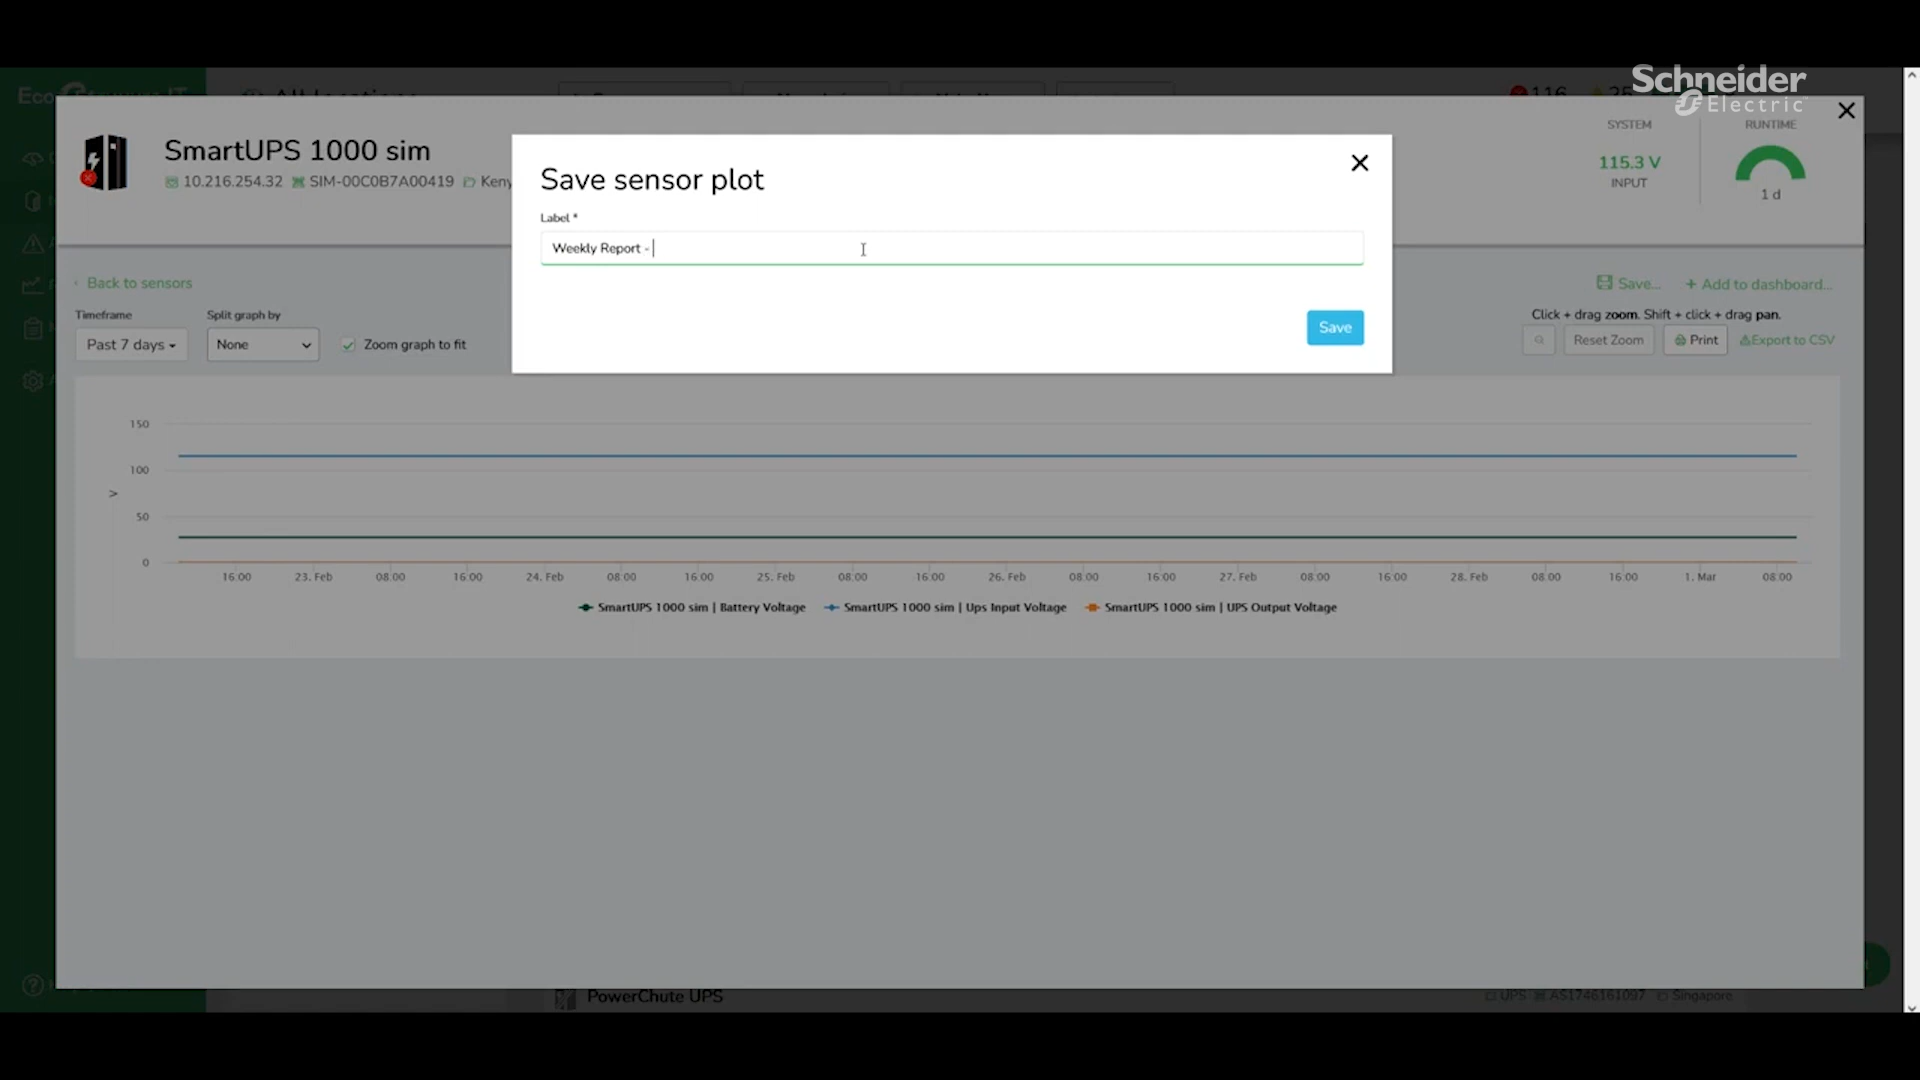 Schneider
Electric
SmartUPS 1000 sim
10.216.254.32 SIM-00C0B7A00419 Keny
SYSTEM
115.3 V
INPUT
RUNTIME
1 d
Save sensor plot
Label *
Weekly Report -
Save
Back to sensors
Save... + Add to dashboard...
Timeframe
Past 7 days
Split graph by
None
Zoom graph to fit
Click + drag zoom. Shift + click + drag pan.
Reset Zoom Print Export to CSV
150
100
50
0
V
16:00 23. Feb 08:00 16:00 24. Feb 08:00 16:00 25. Feb 08:00 16:00 26. Feb 08:00 16:00 27. Feb 08:00 16:00 28. Feb 08:00 16:00 1. Mar 08:00
SmartUPS 1000 sim | Battery Voltage SmartUPS 1000 sim | Ups Input Voltage SmartUPS 1000 sim | UPS Output Voltage
PowerChute UPS
UPS AS1746161097 Singapore